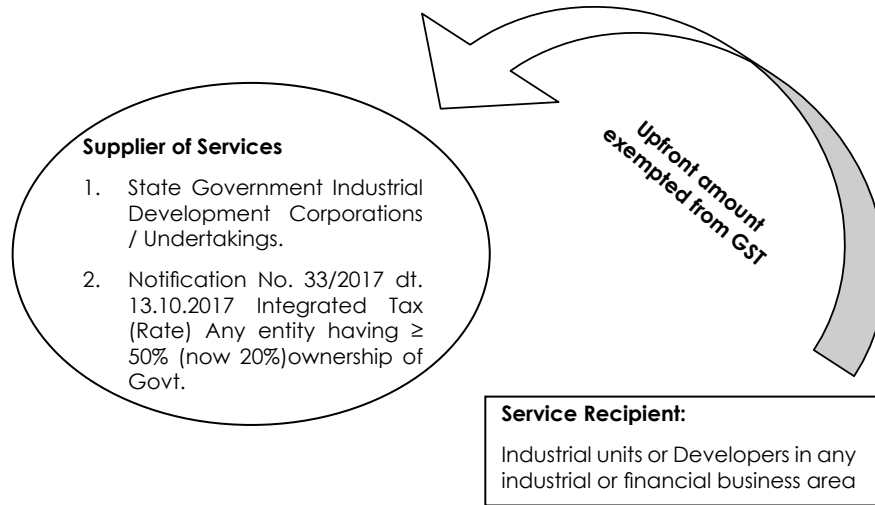 Supplier of Services
1. State Government Industrial
Development Corporations
/ Undertakings.
2. Notification No. 33/2017 dt.
13.10.2017 Integrated Tax
(Rate) Any entity having ≥
50% (now 20%)ownership of
Govt.
Upfront amount
exempted from GST
Service Recipient:
Industrial units or Developers in any
industrial or financial business area